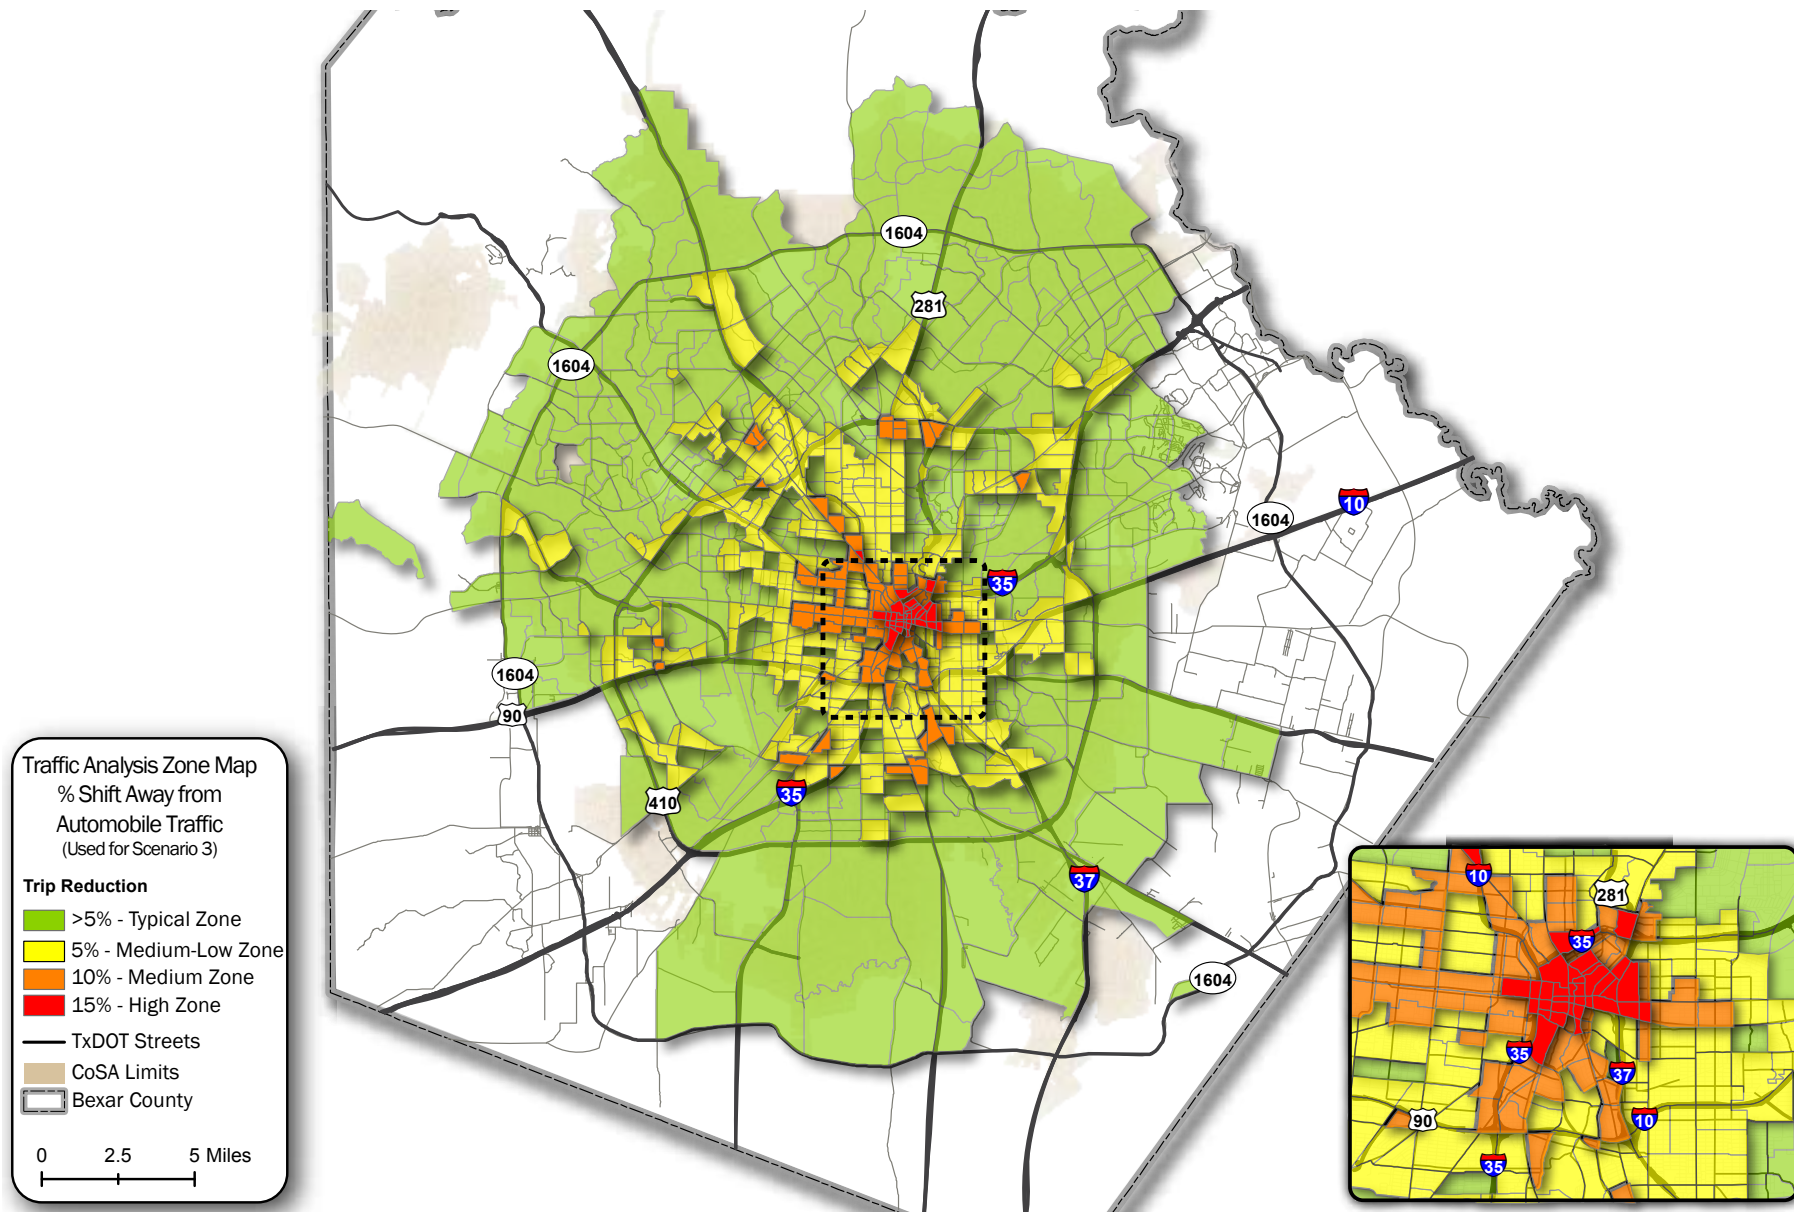 1604
281
1604
10
1604
35
1604
90
410
35
37
1604
Traffic Analysis Zone Map
% Shift Away from
Automobile Traffic
(Used for Scenario 3)
Trip Reduction
>5% - Typical Zone
5% - Medium-Low Zone
10% - Medium Zone
15% - High Zone
TxDOT Streets
CoSA Limits
Bexar County
0 2.5 5 Miles
10
281
35
35
37
90
10
35